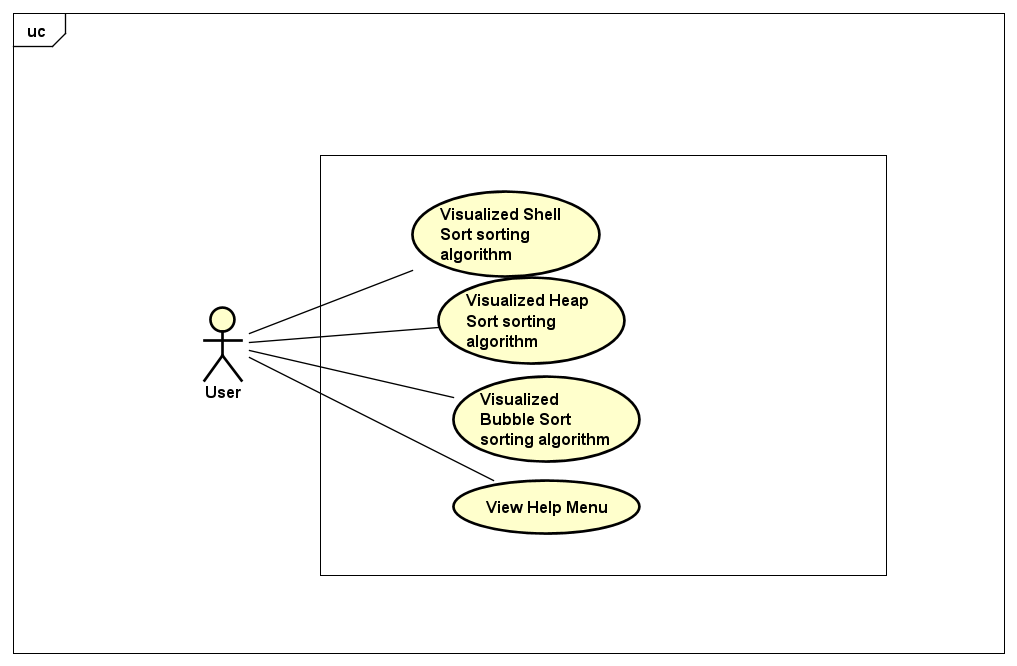 uc
Visualized Shell
Sort sorting
algorithm
Visualized Heap
Sort sorting
algorithm
User
Visualized
Bubble Sort
sorting algorithm
View Help Menu